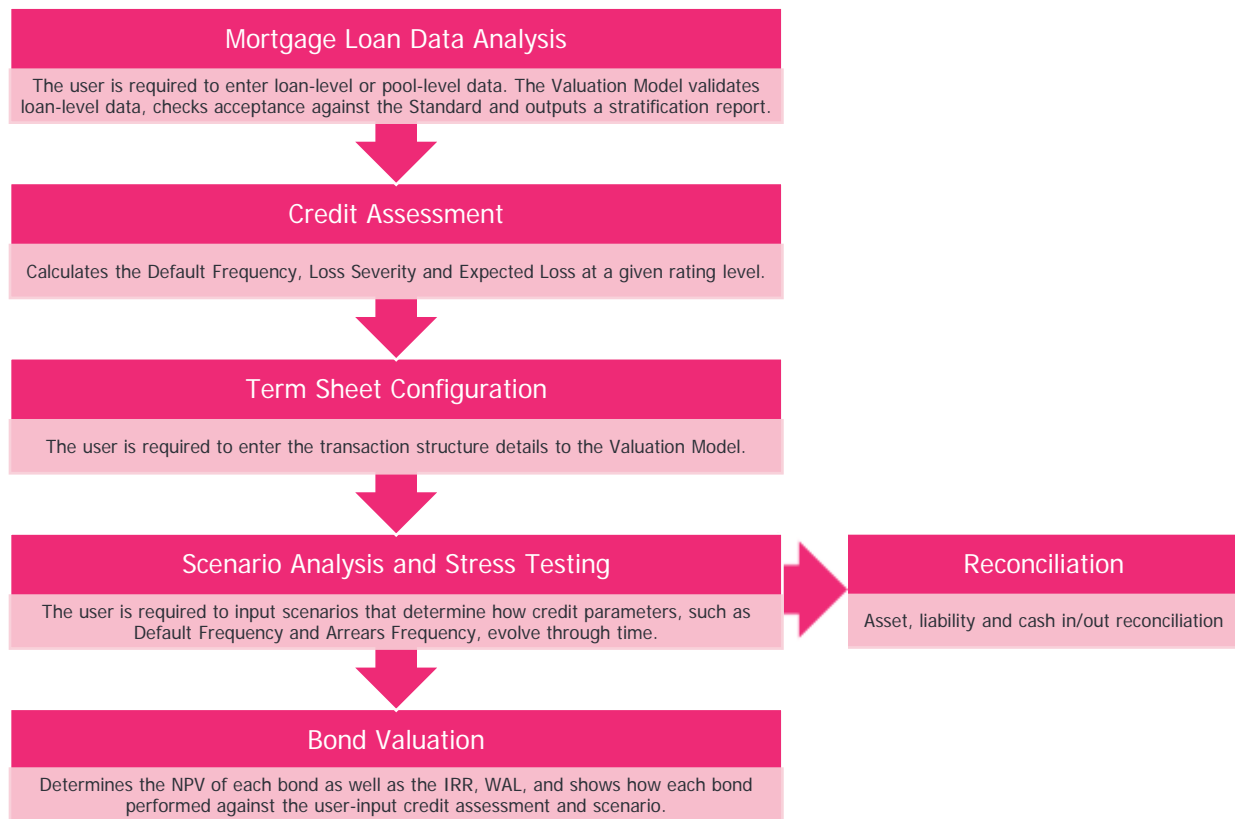 Mortgage Loan Data Analysis
The user is required to enter loan-level or pool-level data. The Valuation Model validates
loan-level data, checks acceptance against the Standard and outputs a stratification report.
Credit Assessment
Calculates the Default Frequency, Loss Severity and Expected Loss at a given rating level.
Term Sheet Configuration
The user is required to enter the transaction structure details to the Valuation Model.
Scenario Analysis and Stress Testing
The user is required to input scenarios that determine how credit parameters, such as
Default Frequency and Arrears Frequency, evolve through time.
Reconciliation
Asset, liability and cash in/out reconciliation
Bond Valuation
Determines the NPV of each bond as well as the IRR, WAL, and shows how each bond
performed against the user-input credit assessment and scenario.